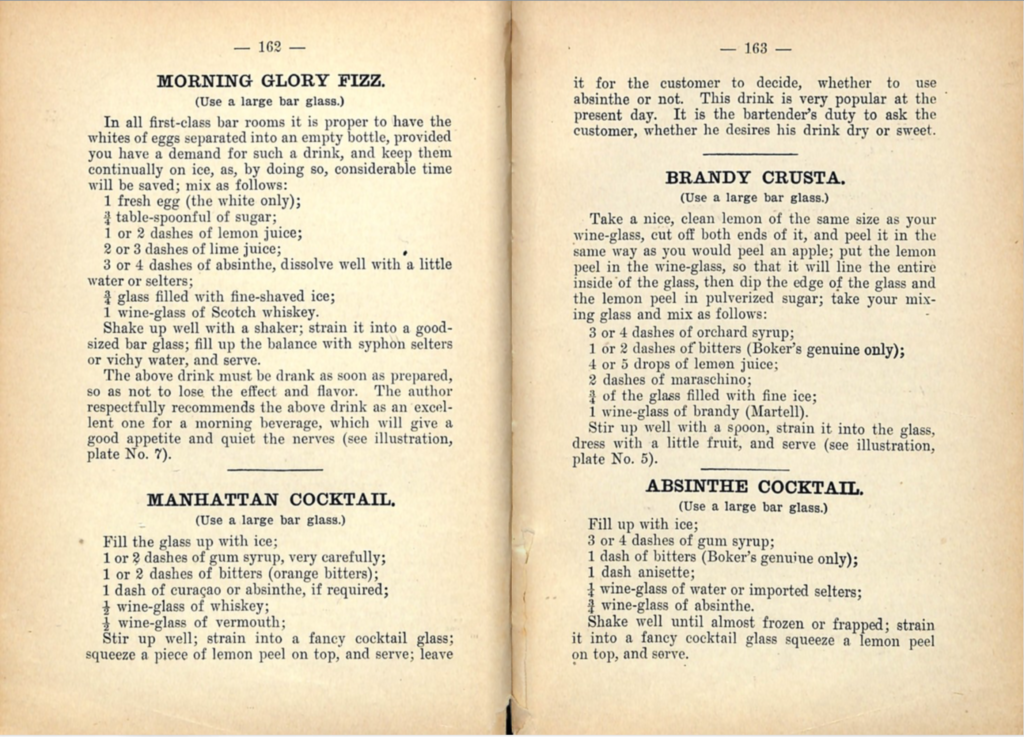 — 162 —
MORNING GLORY FIZZ.
(Use a large bar glass.)
In all first-class bar rooms it is proper to have the
whites of eggs separated into an empty bottle, provided
you have a demand for such a drink, and keep them
continually on ice, as, by doing so, considerable time
will be saved; mix as follows:
1 fresh egg (the white only);
¾ table-spoonful of sugar;
1 or 2 dashes of lemon juice;
2 or 3 dashes of lime juice;
3 or 4 dashes of absinthe, dissolve well with a little
water or selters;
¾ glass filled with fine-shaved ice;
1 wine-glass of Scotch whiskey.
Shake up well with a shaker; strain it into a good-
sized bar glass; fill up the balance with syphon selters
or vichy water, and serve.
The above drink must be drank as soon as prepared,
so as not to lose the effect and flavor. The author
respectfully recommends the above drink as an excel-
lent one for a morning beverage, which will give a
good appetite and quiet the nerves (see illustration,
plate No. 7).
MANHATTAN COCKTAIL.
(Use a large bar glass.)
Fill the glass up with ice;
1 or 2 dashes of gum syrup, very carefully;
1 or 2 dashes of bitters (orange bitters);
1 dash of curaçao or absinthe, if required;
½ wine-glass of whiskey;
½ wine-glass of vermouth;
Stir up well; strain into a fancy cocktail glass;
squeeze a piece of lemon peel on top, and serve; leave
— 163 —
it for the customer to decide, whether to use
absinthe or not. This drink is very popular at the
present day. It is the bartender's duty to ask the
customer, whether he desires his drink dry or sweet.
BRANDY CRUSTA.
(Use a large bar glass.)
Take a nice, clean lemon of the same size as your
wine-glass, cut off both ends of it, and peel it in the
same way as you would peel an apple; put the lemon
peel in the wine-glass, so that it will line the entire
inside of the glass, then dip the edge of the glass and
the lemon peel in pulverized sugar; take your mix-
ing glass and mix as follows:
3 or 4 dashes of orchard syrup;
1 or 2 dashes of bitters (Boker's genuine only);
4 or 5 drops of lemon juice;
2 dashes of maraschino;
¾ of the glass filled with fine ice;
1 wine-glass of brandy (Martell).
Stir up well with a spoon, strain it into the glass,
dress with a little fruit, and serve (see illustration,
plate No. 5).
ABSINTHE COCKTAIL.
(Use a large bar glass.)
Fill up with ice;
3 or 4 dashes of gum syrup;
1 dash of bitters (Boker's genuine only);
1 dash anisette;
¼ wine-glass of water or imported selters;
¾ wine-glass of absinthe.
Shake well until almost frozen or frapped; strain
it into a fancy cocktail glass squeeze a lemon peel
on top, and serve.